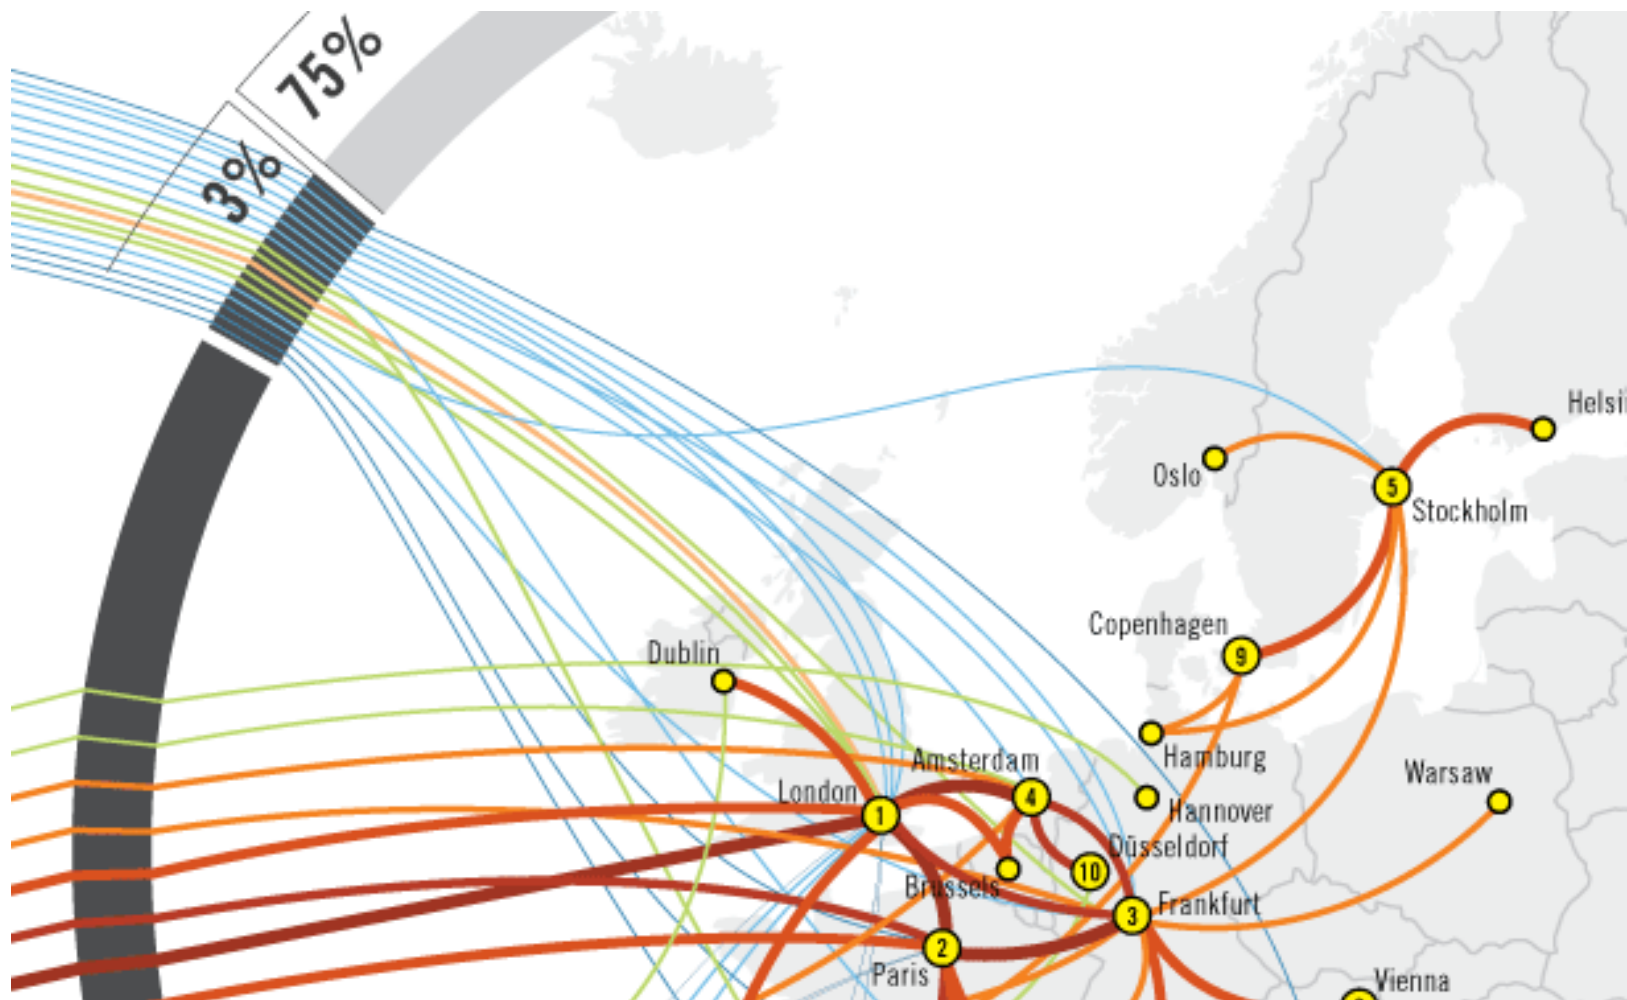 75%
3%
Helsi
Oslo
5
Stockholm
Copenhagen
9
Dublin
Hamburg
Amsterdam
Warsaw
London
1
4
Hannover
Düsseldorf
10
Brussels
3
Frankfurt
2
Paris
Vienna